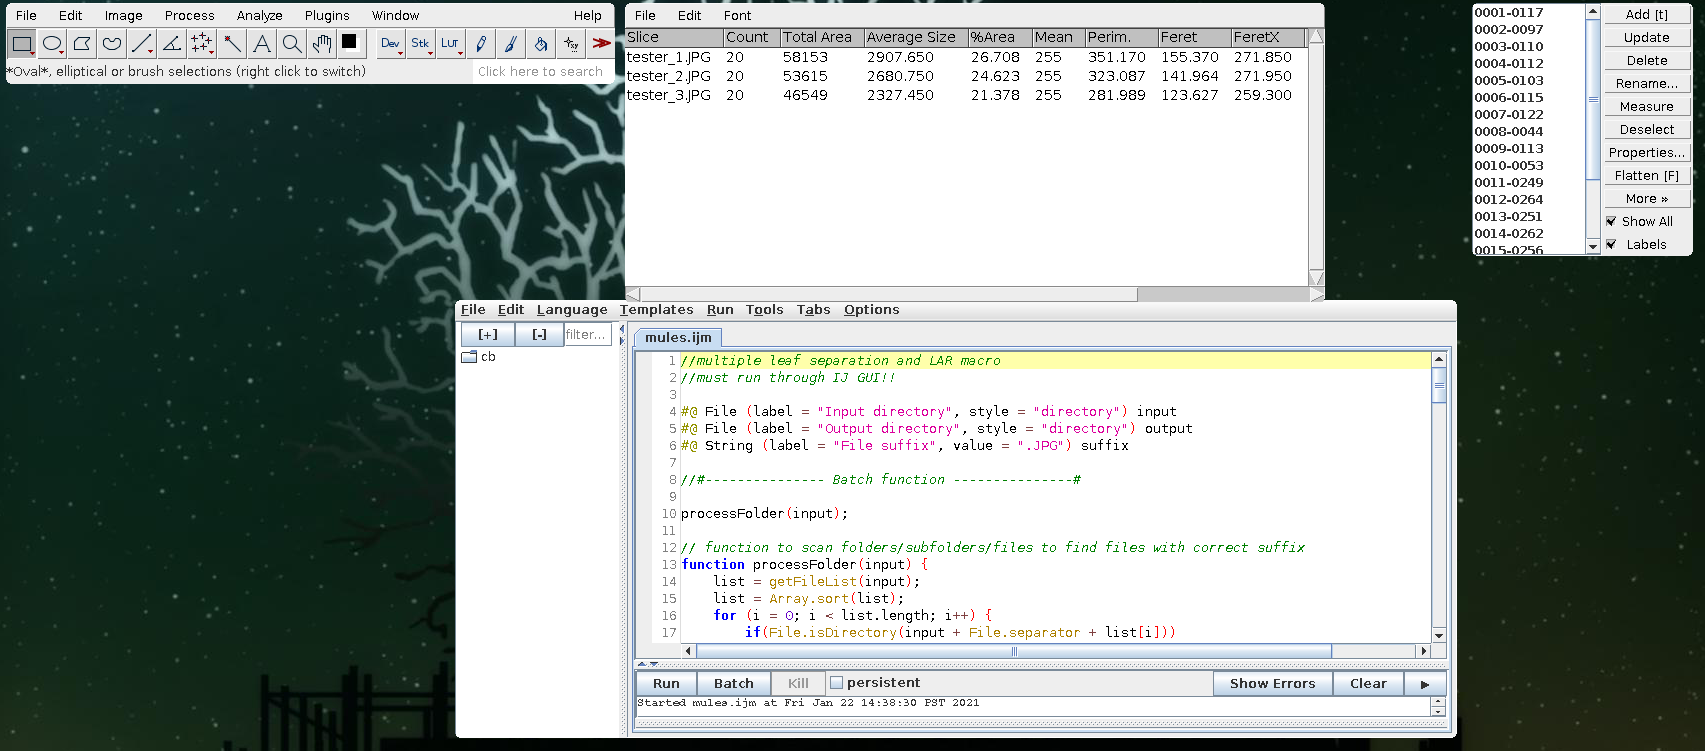 File Edit Image Process Analyze Plugins Window Help
Dev Stk LUT
*Oval*, elliptical or brush selections (right click to switch)
Click here to search
File Edit Font
Slice Count Total Area Average Size %Area Mean Perim. Feret FeretX
tester_1.JPG 20 58153 2907.650 26.708 255 351.170 155.370 271.850
tester_2.JPG 20 53615 2680.750 24.623 255 323.087 141.964 271.950
tester_3.JPG 20 46549 2327.450 21.378 255 281.989 123.627 259.300
0001-0117
0002-0097
0003-0110
0004-0112
0005-0103
0006-0115
0007-0122
0008-0044
0009-0113
0010-0053
0011-0249
0012-0264
0013-0251
0014-0262
0015-0256
Add [t]
Update
Delete
Rename...
Measure
Deselect
Properties...
Flatten [F]
More »
Show All
Labels
File Edit Language Templates Run Tools Tabs Options
[+] [-] filter...
cb
mules.ijm
1 //multiple leaf separation and LAR macro
2 //must run through IJ GUI!!
3
4 #@ File (label = "Input directory", style = "directory") input
5 #@ File (label = "Output directory", style = "directory") output
6 #@ String (label = "File suffix", value = ".JPG") suffix
7
8 //#--------------- Batch function ---------------#
9
10 processFolder(input);
11
12 // function to scan folders/subfolders/files to find files with correct suffix
13 function processFolder(input) {
14 list = getFileList(input);
15 list = Array.sort(list);
16 for (i = 0; i < list.length; i++) {
17 if(File.isDirectory(input + File.separator + list[i]))
Run Batch Kill persistent Show Errors Clear
Started mules.ijm at Fri Jan 22 14:38:30 PST 2021